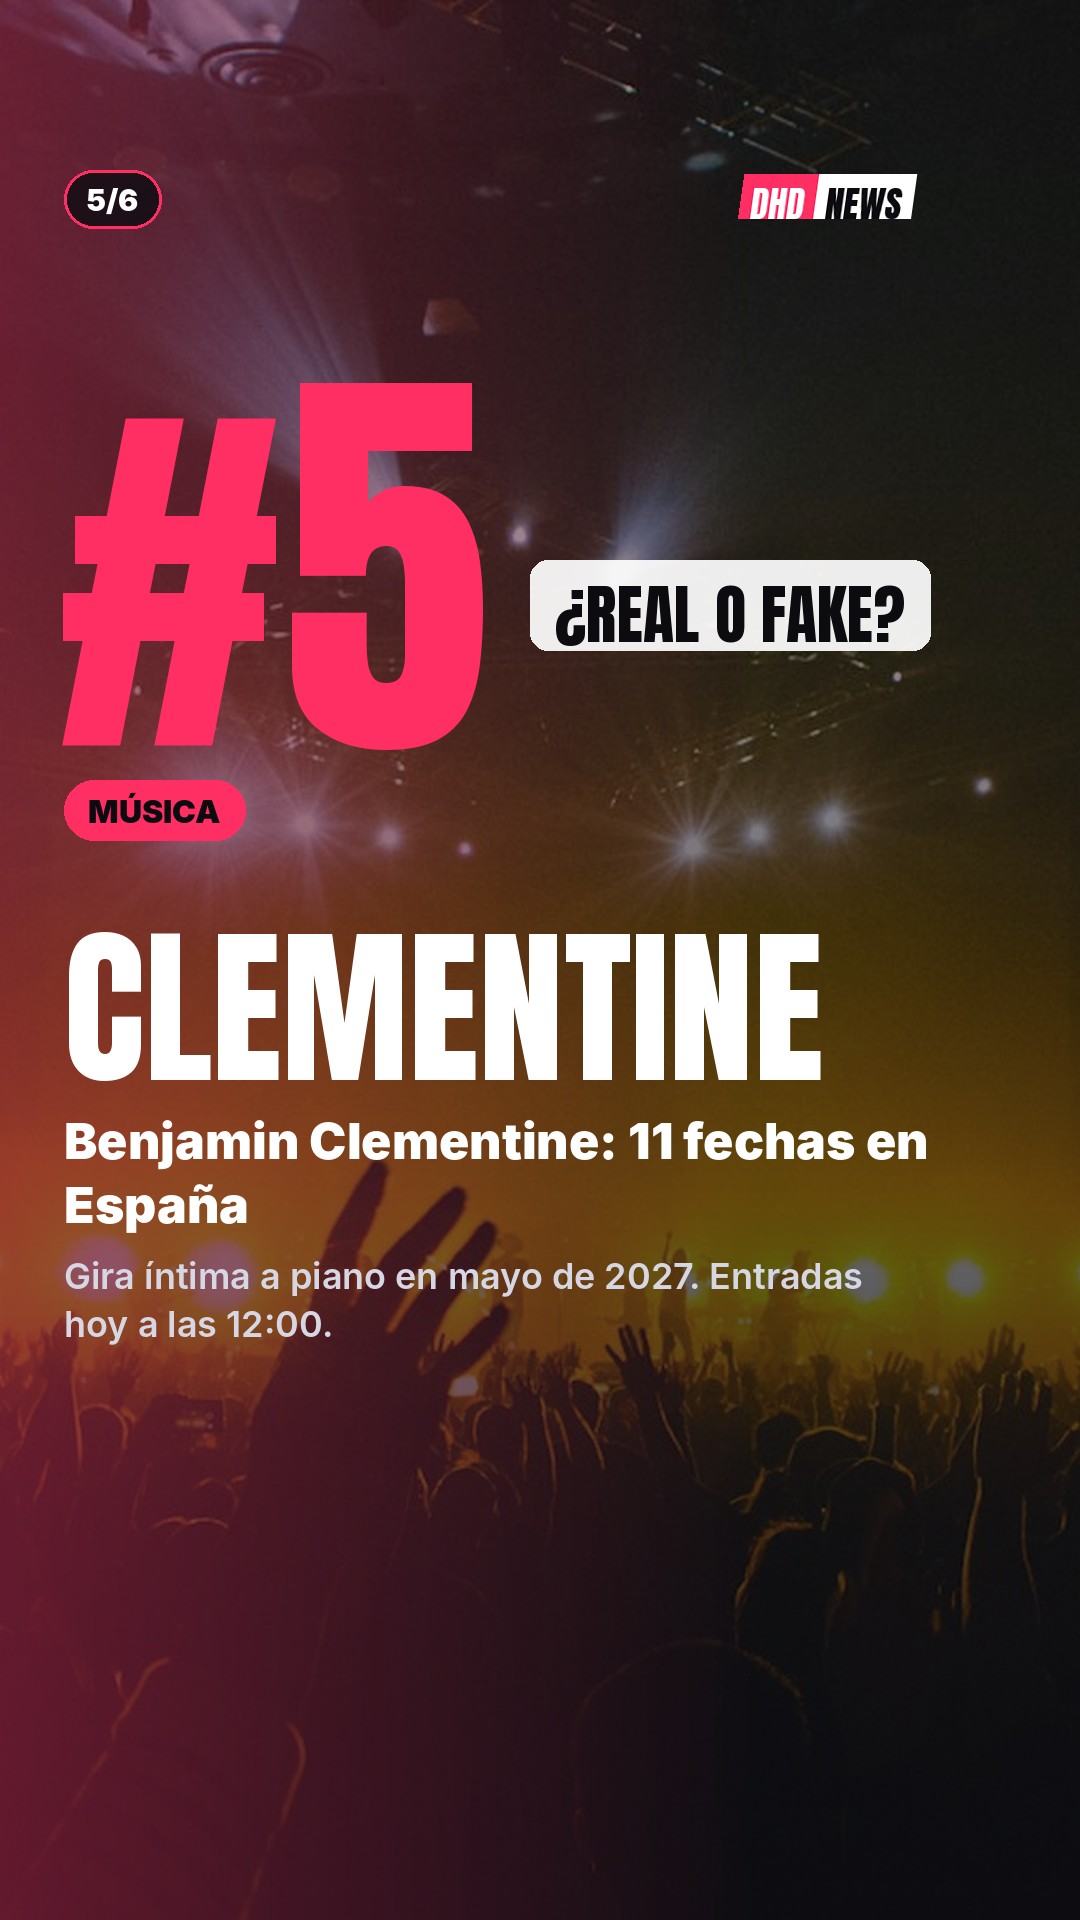 5/6
DHD NEWS
#5
¿REAL O FAKE?
MÚSICA
CLEMENTINE
Benjamin Clementine: 11 fechas en
España
Gira íntima a piano en mayo de 2027. Entradas
hoy a las 12:00.